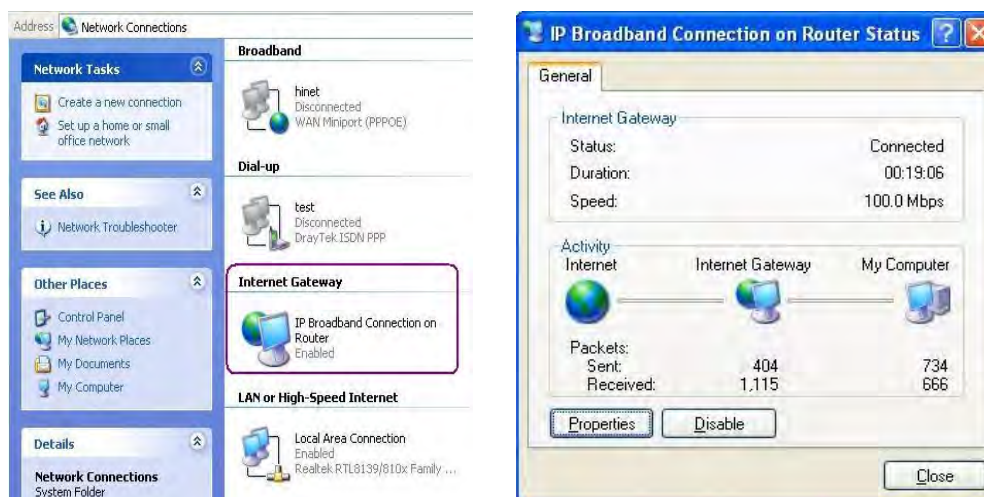 Address Network Connections
Network Tasks
Create a new connection
Set up a home or small
office network
See Also
Network Troubleshooter
Other Places
Control Panel
My Network Places
My Documents
My Computer
Details
Network Connections
System Folder
Broadband
hinet
Disconnected
WAN Miniport (PPPOE)
Dial-up
test
Disconnected
DrayTek ISDN PPP
Internet Gateway
IP Broadband Connection on
Router
Enabled
LAN or High-Speed Internet
Local Area Connection
Enabled
Realtek RTL8139/810x Family ...
IP Broadband Connection on Router Status
General
Internet Gateway
Status: Connected
Duration: 00:19:06
Speed: 100.0 Mbps
Activity
Internet Internet Gateway My Computer
Packets:
Sent: 404 734
Received: 1,115 666
Properties Disable
Close